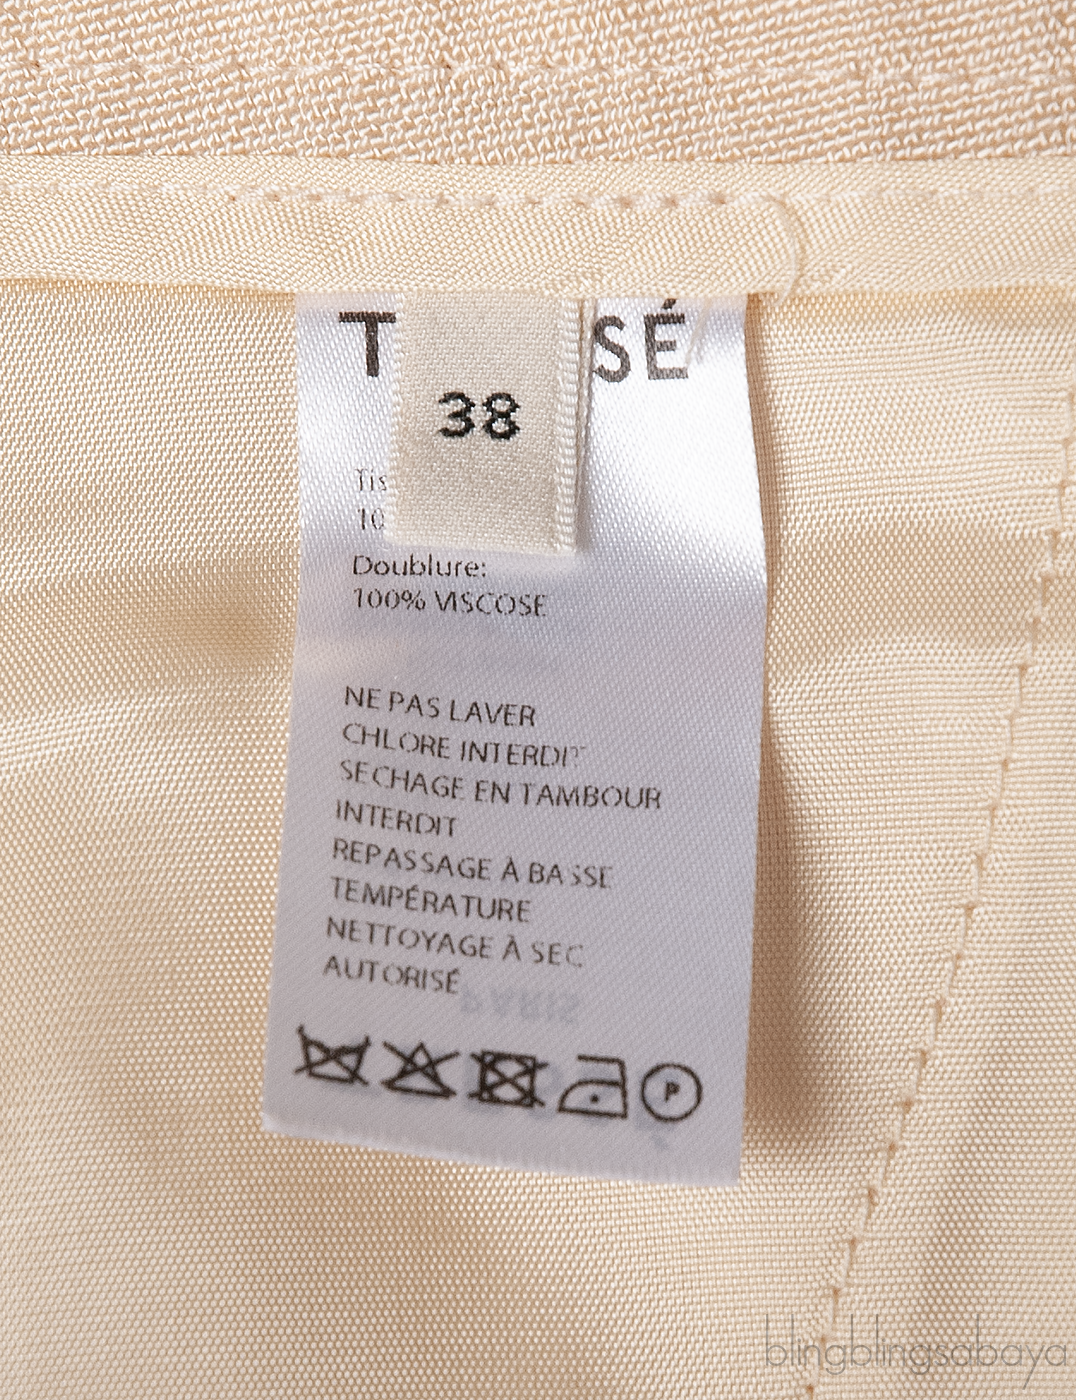 38
Doublure:
100% VISCOSE
NE PAS LAVER
CHLORE INTERDIT
SECHAGE EN TAMBOUR
INTERDIT
REPASSAGE À BASSE
TEMPÉRATURE
NETTOYAGE À SEC
AUTORISÉ
PARIS
P
blingblingsabaya